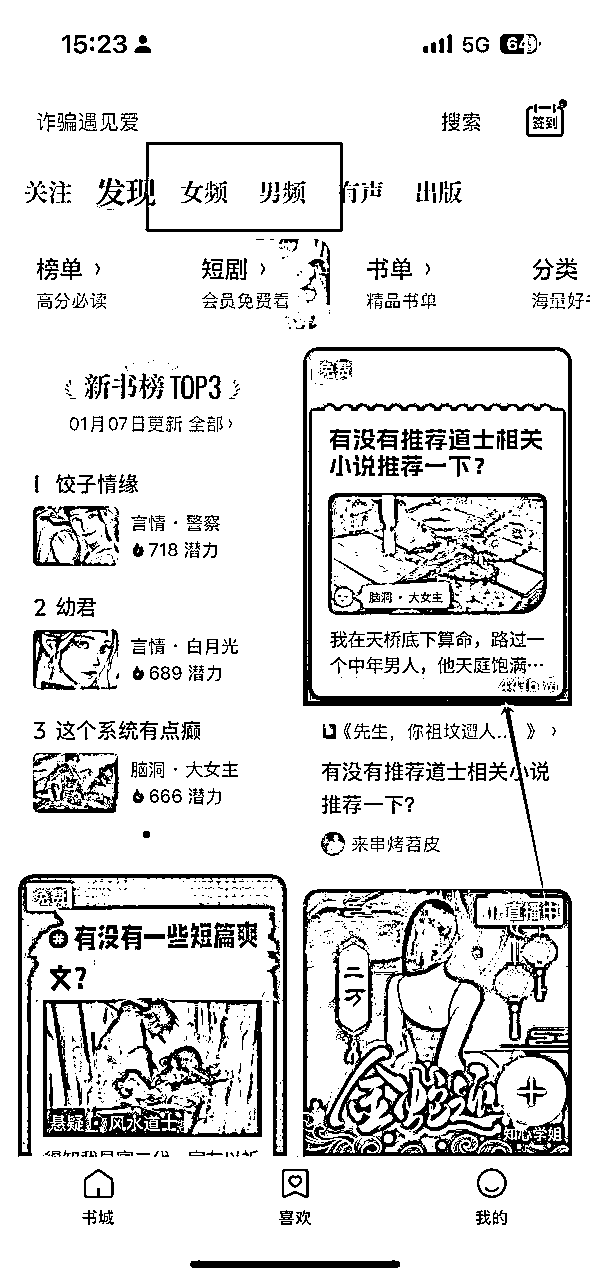 15:23
5G 64
诈骗遇见爱
搜索
签到
关注 发现 女频 男频 有声 出版
榜单 › 短剧 › 书单 › 分类
高分必读 会员免费看 精品书单 海量好书
新书榜 TOP3
01月07日更新 全部›
1 饺子情缘
言情 · 警察
718 潜力
2 幼君
言情 · 白月光
689 潜力
3 这个系统有点癫
脑洞 · 大女主
666 潜力
免费
有没有推荐道士相关
小说推荐一下?
脑洞 · 大女主
我在天桥底下算命，路过一
个中年男人，他天庭饱满…
《先生，你祖坟遛人... 》 ›
有没有推荐道士相关小说
推荐一下?
来串烤苕皮
免费
有没有一些短篇爽
文?
悬疑 · 风水道士
直播中
知心学姐
书城
喜欢
我的